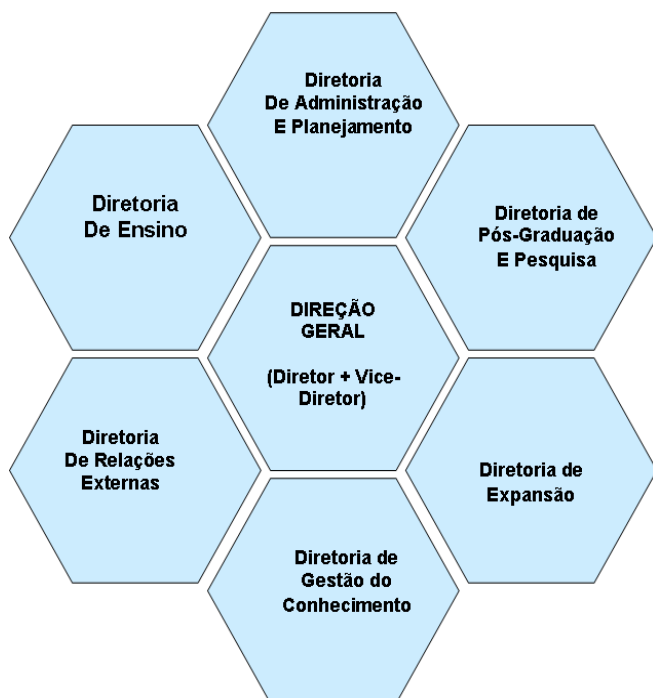 Diretoria
De Administração
E Planejamento
Diretoria
De Ensino
Diretoria de
Pós-Graduação
E Pesquisa
DIREÇÃO
GERAL
(Diretor + Vice-
Diretor)
Diretoria
De Relações
Externas
Diretoria de
Expansão
Diretoria de
Gestão do
Conhecimento